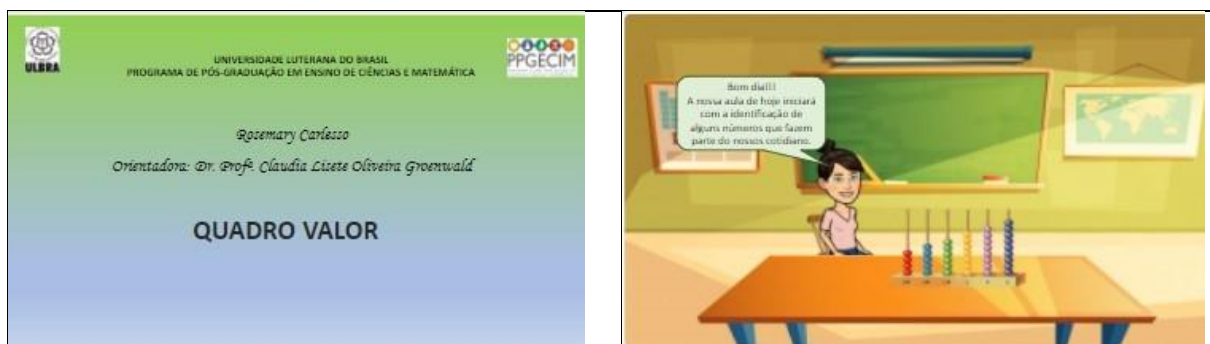 ULBRA
UNIVERSIDADE LUTERANA DO BRASIL
PROGRAMA DE PÓS-GRADUAÇÃO EM ENSINO DE CIÊNCIAS E MATEMÁTICA
PPGECIM
Rosemary Carlesso
Orientadora: Dr. Profª. Claudia Lisete Oliveira Groenwald
QUADRO VALOR
Bom dia!!!
A nossa aula de hoje iniciará
com a identificação de
alguns números que fazem
parte do nossos cotidiano.